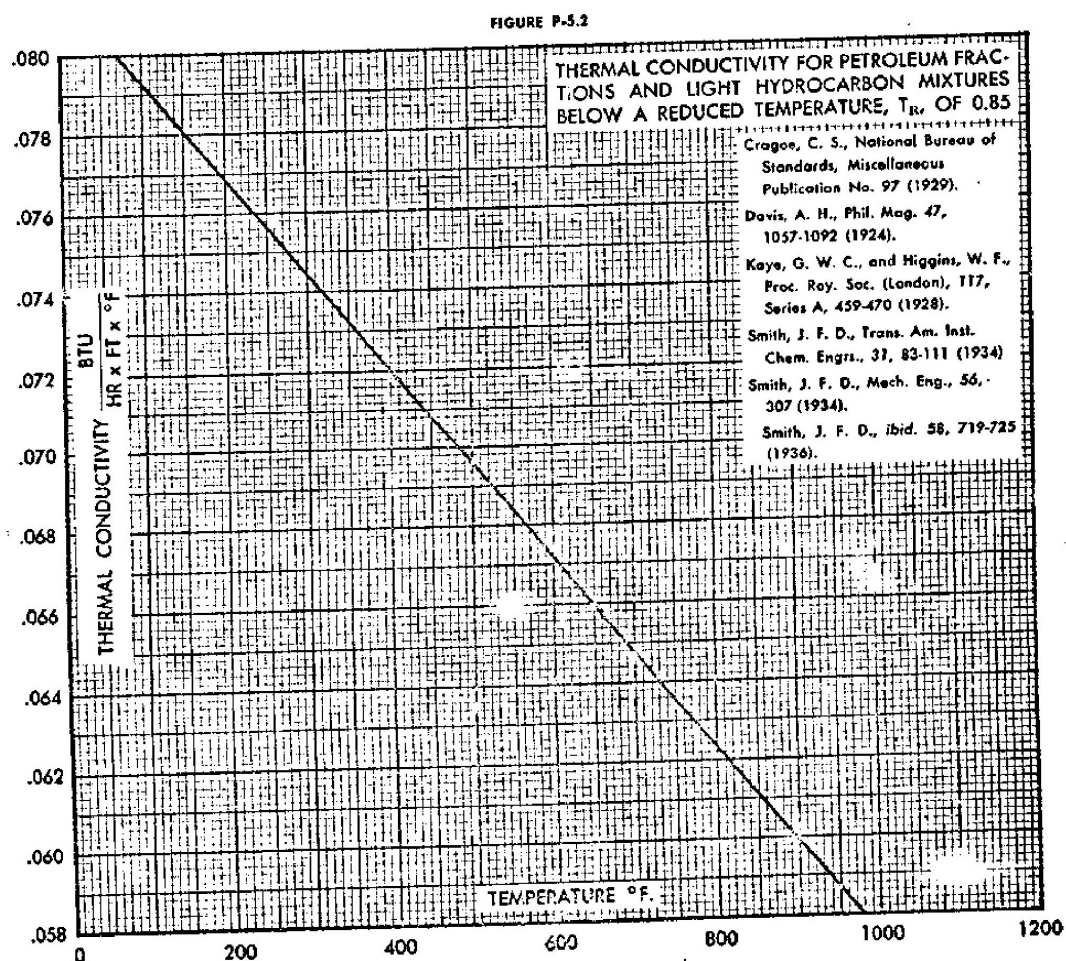 FIGURE P-5.2
THERMAL CONDUCTIVITY FOR PETROLEUM FRAC-
TIONS AND LIGHT HYDROCARBON MIXTURES
BELOW A REDUCED TEMPERATURE, TR, OF 0.85
Cragoe, C. S., National Bureau of
Standards, Miscellaneous
Publication No. 97 (1929).
Davis, A. H., Phil. Mag. 47,
1057-1092 (1924).
Kaye, G. W. C., and Higgins, W. F.,
Proc. Roy. Soc. (London), 117,
Series A, 459-470 (1928).
Smith, J. F. D., Trans. Am. Inst.
Chem. Engrs., 31, 83-111 (1934)
Smith, J. F. D., Mech. Eng., 56,
307 (1934).
Smith, J. F. D., ibid. 58, 719-725
(1936).
.080
.078
.076
.074
.072
.070
.068
.066
.064
.062
.060
.058
THERMAL CONDUCTIVITY
BTU
HR x FT x °F
TEMPERATURE °F.
0
200
400
600
800
1000
1200